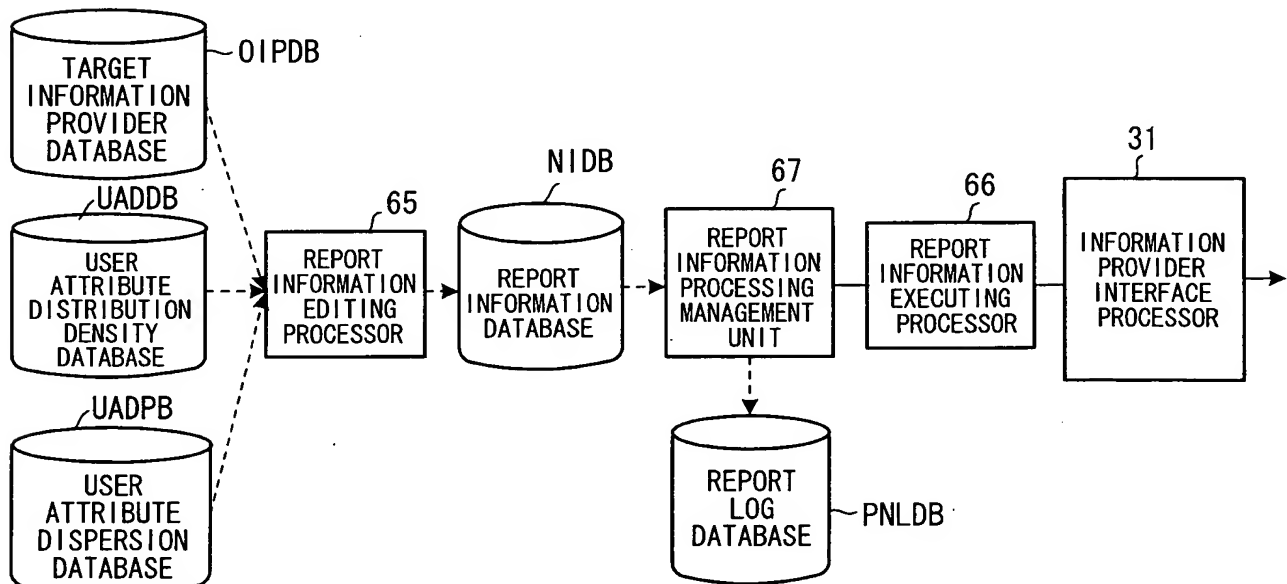 OIPDB
TARGET
INFORMATION
PROVIDER
DATABASE
UADDB
USER
ATTRIBUTE
DISTRIBUTION
DENSITY
DATABASE
UADPB
USER
ATTRIBUTE
DISPERSION
DATABASE
65
REPORT
INFORMATION
EDITING
PROCESSOR
NIDB
REPORT
INFORMATION
DATABASE
67
REPORT
INFORMATION
PROCESSING
MANAGEMENT
UNIT
66
REPORT
INFORMATION
EXECUTING
PROCESSOR
31
INFORMATION
PROVIDER
INTERFACE
PROCESSOR
REPORT
LOG
DATABASE
PNLDB